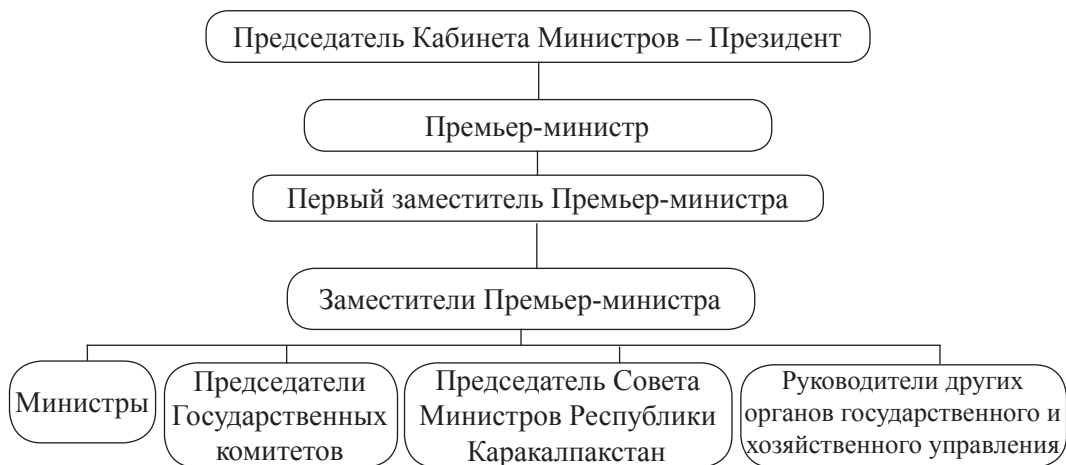 Председатель Кабинета Министров – Президент
Премьер-министр
Первый заместитель Премьер-министра
Заместители Премьер-министра
Министры
Председатели
Государственных
комитетов
Председатель Совета
Министров Республики
Каракалпакстан
Руководители других
органов государственного и
хозяйственного управления